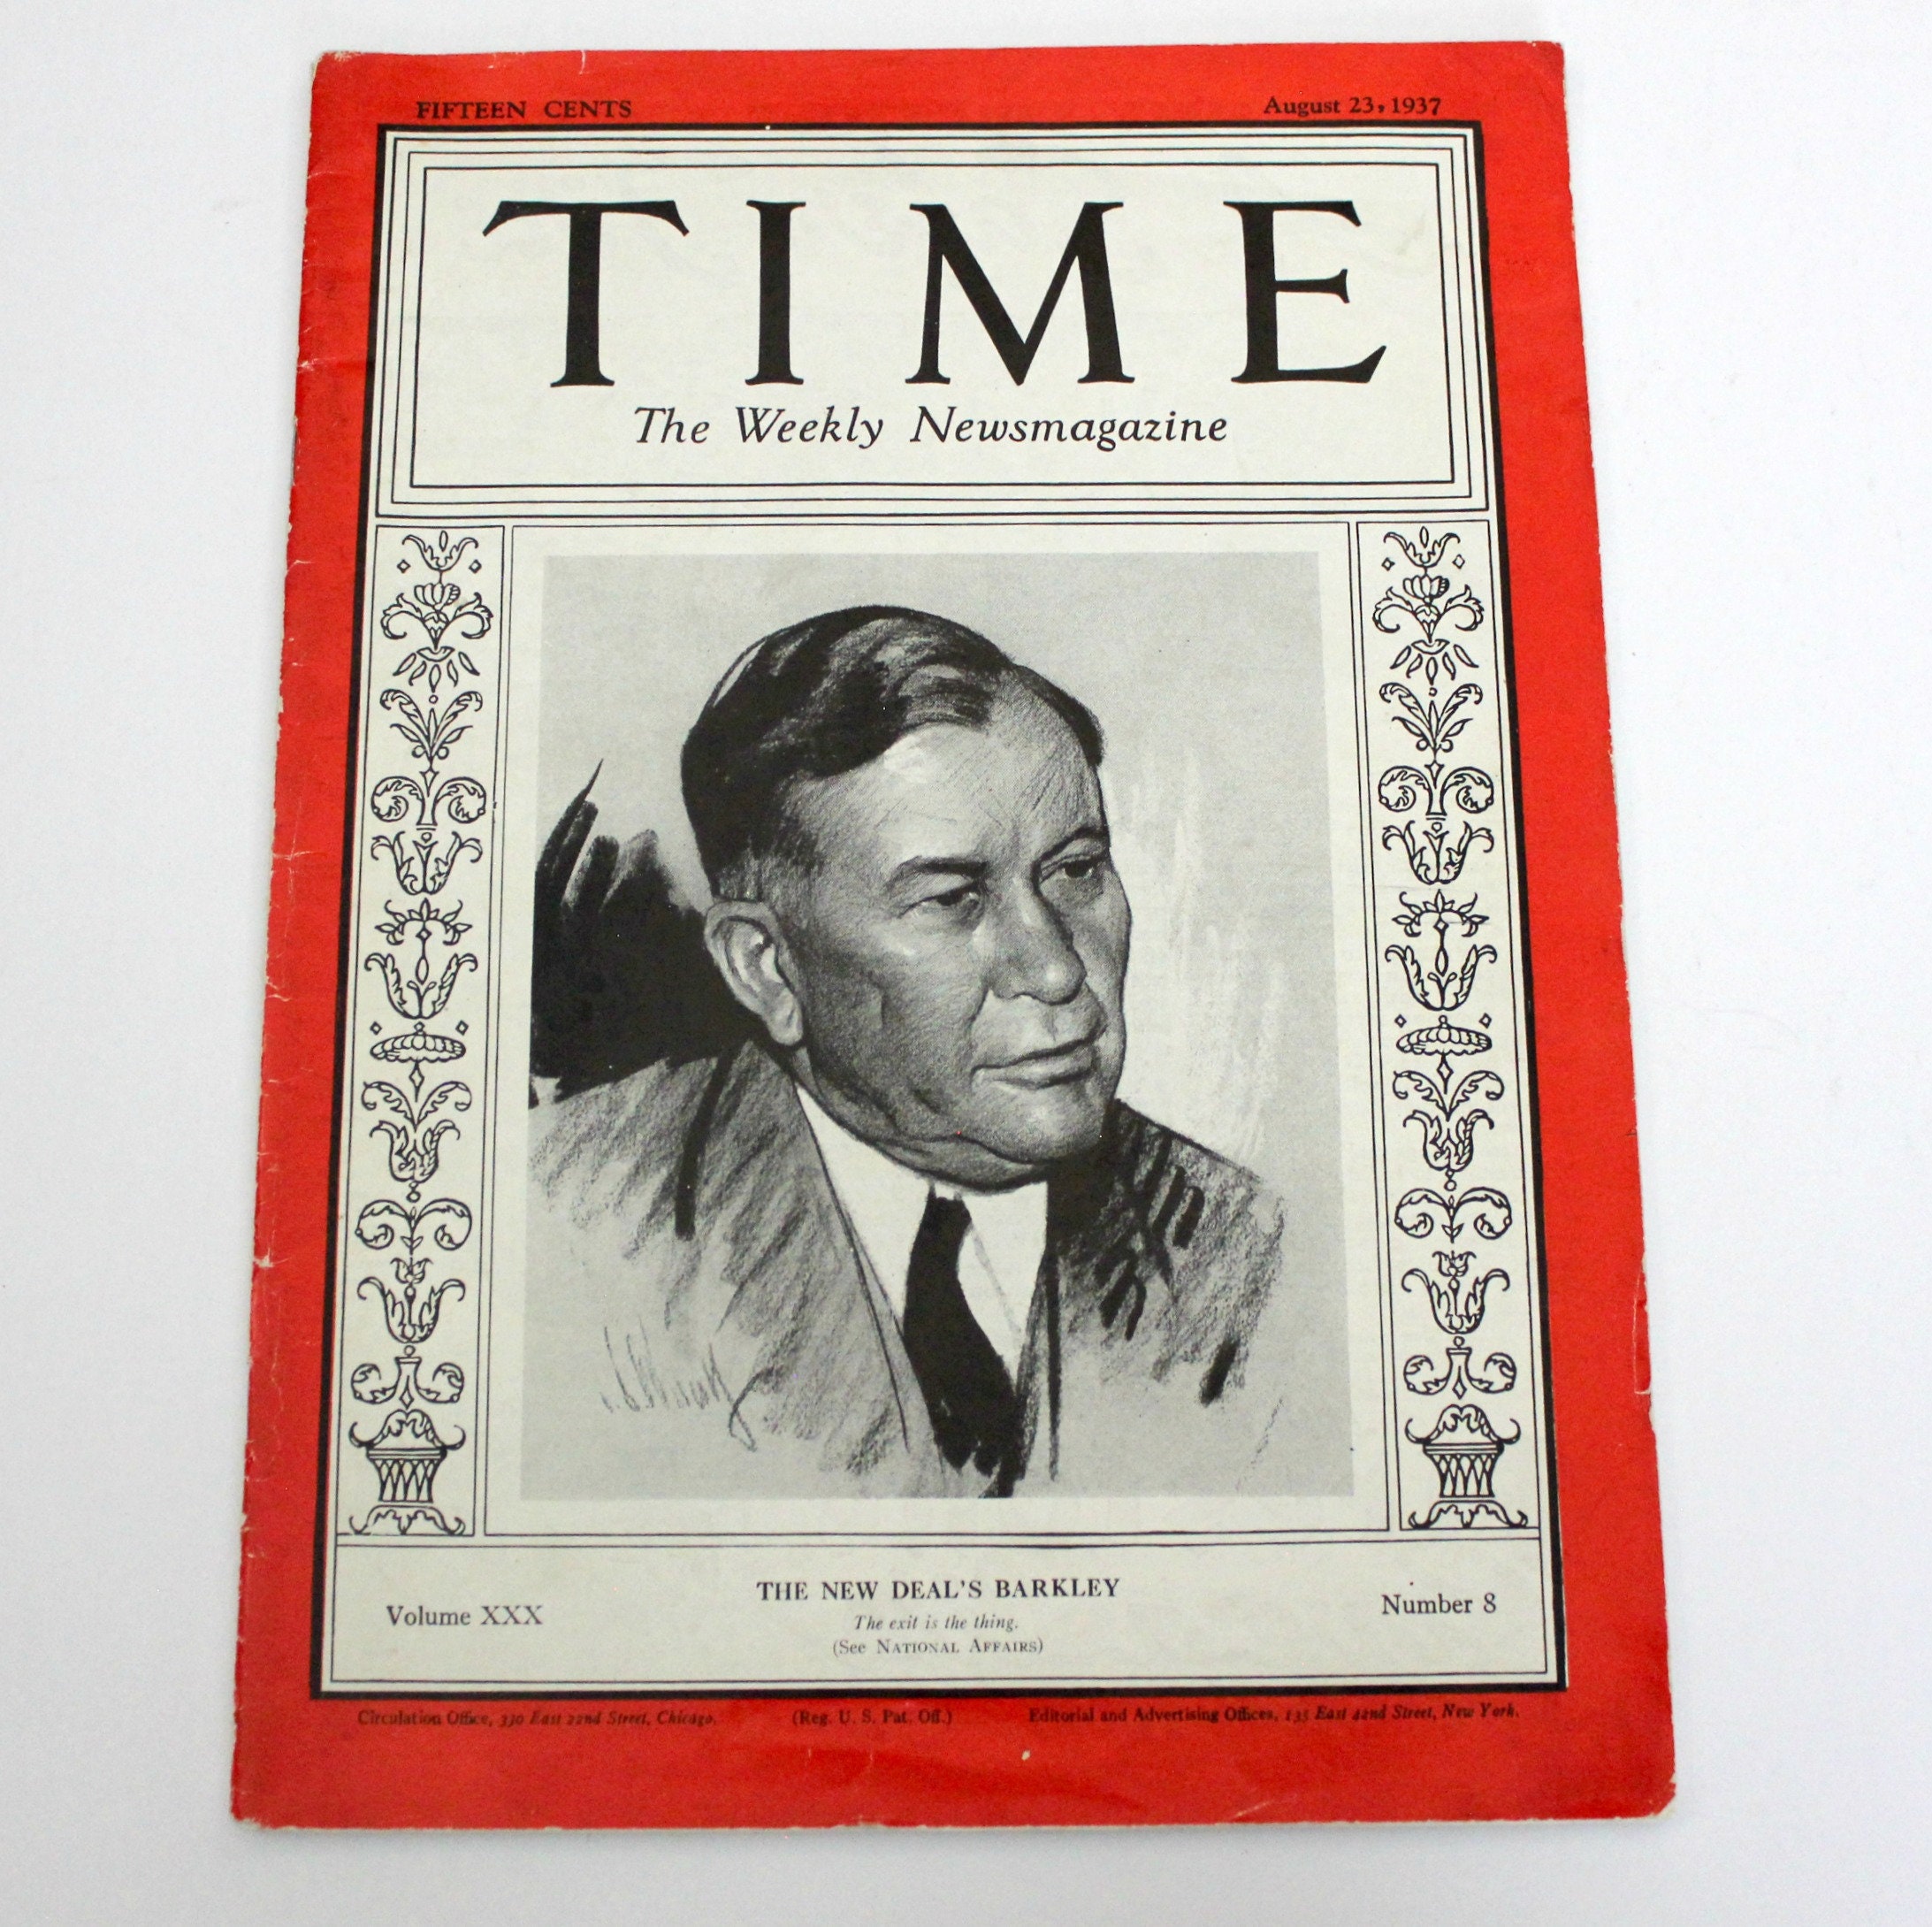 FIFTEEN CENTS August 23, 1937
TIME
The Weekly Newsmagazine
THE NEW DEAL'S BARKLEY
Volume XXX The exit is the thing. Number 8
(See NATIONAL AFFAIRS)
Circulation Office, 330 East 22nd Street, Chicago. (Reg. U. S. Pat. Off.) Editorial and Advertising Offices, 135 East 42nd Street, New York.